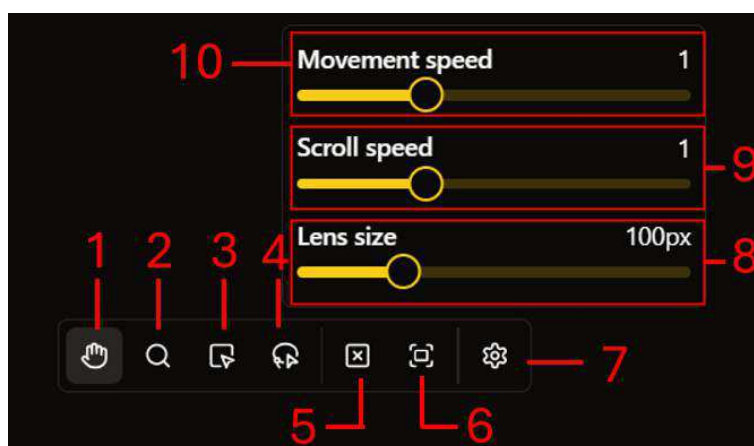 10 Movement speed 1
Scroll speed 1 9
Lens size 100px 8
1 2 3 4
7
5 6